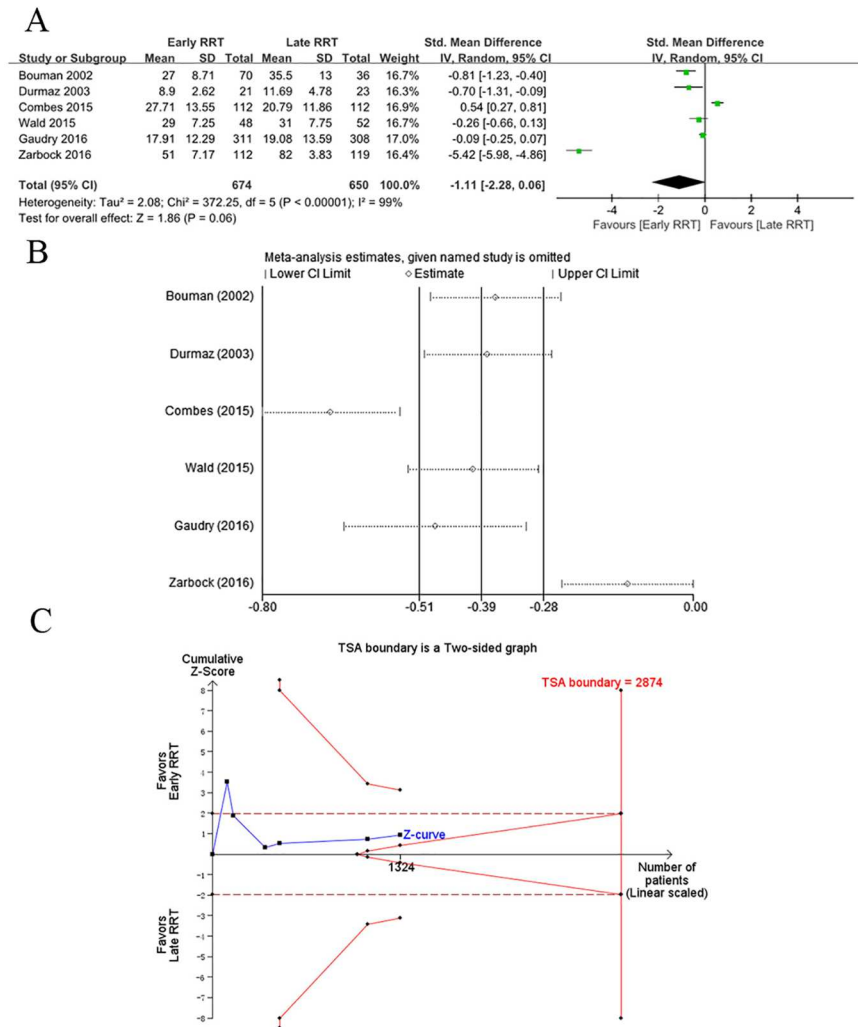 A
Early RRT Late RRT Std. Mean Difference Std. Mean Difference
Study or Subgroup Mean SD Total Mean SD Total Weight IV, Random, 95% CI IV, Random, 95% CI
Bouman 2002 27 8.71 70 35.5 13 36 16.7% -0.81 [-1.23, -0.40]
Durmaz 2003 8.9 2.62 21 11.69 4.78 23 16.2% -0.70 [-1.31, -0.09]
Combes 2015 27.71 13.55 112 20.79 11.86 112 17.0% 0.54 [0.27, 0.81]
Wald 2015 29 7.25 48 31 7.75 52 16.7% -0.26 [-0.66, 0.13]
Gaudry 2016 17.91 12.29 311 19.08 13.59 308 17.0% -0.09 [-0.25, 0.07]
Zarbock 2016 51 7.17 112 82 3.83 119 16.4% -5.42 [-5.98, -4.86]
Total (95% CI) 674 650 100.0% -1.11 [-2.28, 0.06]
Heterogeneity: Tau² = 2.08; Chi² = 372.25, df = 5 (P < 0.00001); I² = 99%
Test for overall effect: Z = 1.86 (P = 0.06)
-4 -2 0 2 4
Favours [Early RRT] Favours [Late RRT]
B
Meta-analysis estimates, given named study is omitted
Lower CI Limit Estimate Upper CI Limit
Bouman (2002)
Durmaz (2003)
Combes (2015)
Wald (2015)
Gaudry (2016)
Zarbock (2016)
-0.80 -0.51 -0.39 -0.28 0.00
C
TSA boundary is a Two-sided graph
Cumulative
Z-Score
TSA boundary = 2874
8
7
6
5
4
3
2
1
-1
-2
-3
-4
-5
-6
-7
-8
Favors
Early RRT
Favors
Late RRT
Z-curve
1324
Number of
patients
(Linear scaled)